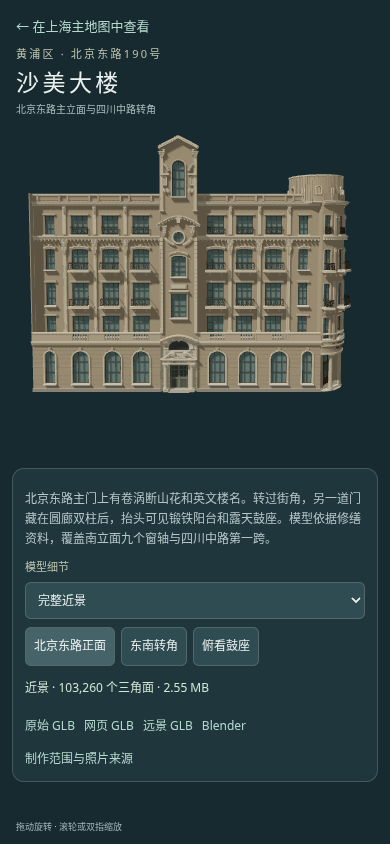 ← 在上海主地图中查看
黄浦区 · 北京东路190号
沙美大楼
北京东路主立面与四川中路转角
北京东路主门上有卷涡断山花和英文楼名。转过街角，另一道门
藏在圆廊双柱后，抬头可见锻铁阳台和露天鼓座。模型依据修缮
资料，覆盖南立面九个窗轴与四川中路第一跨。
模型细节
完整近景
北京东路正面 东南转角 俯看鼓座
近景 · 103,260 个三角面 · 2.55 MB
原始 GLB 网页 GLB 远景 GLB Blender
制作范围与照片来源
拖动旋转 · 滚轮或双指缩放